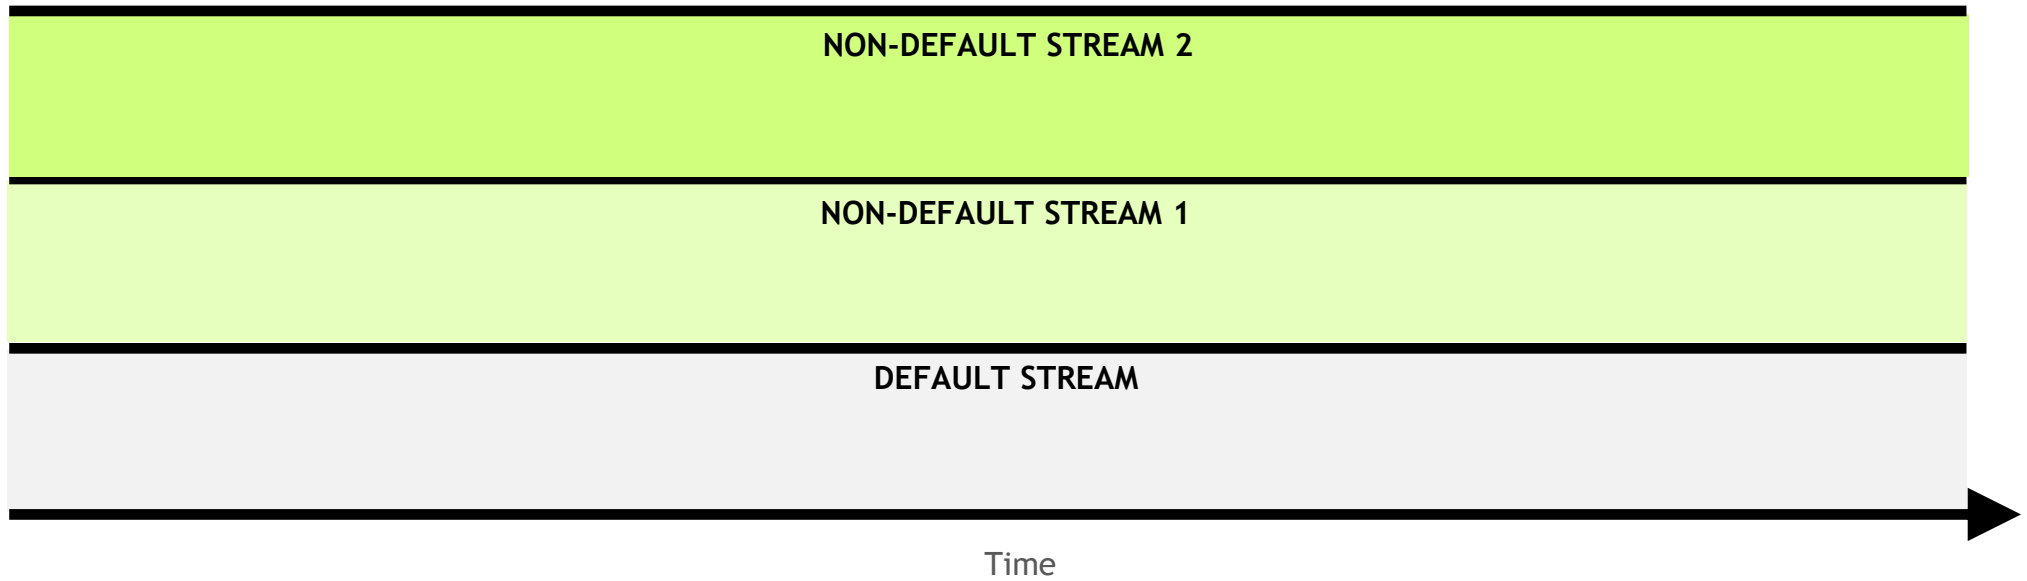 NON-DEFAULT STREAM 2
NON-DEFAULT STREAM 1
DEFAULT STREAM
Time